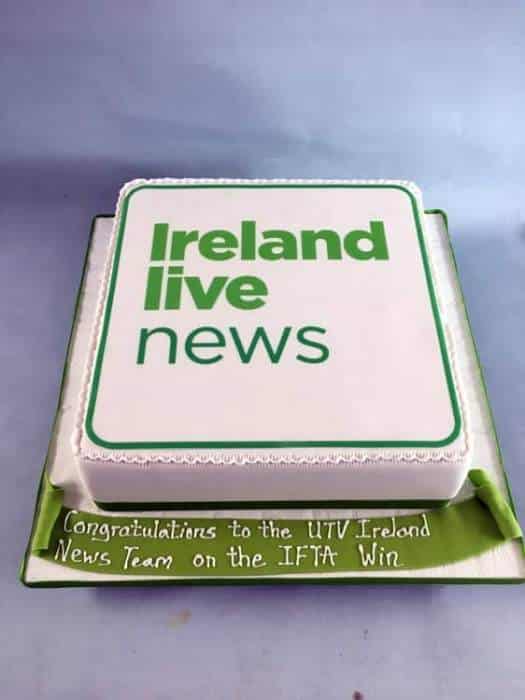 Ireland
live
news
Congratulations to the UTV Ireland
News Team on the IFTA Win